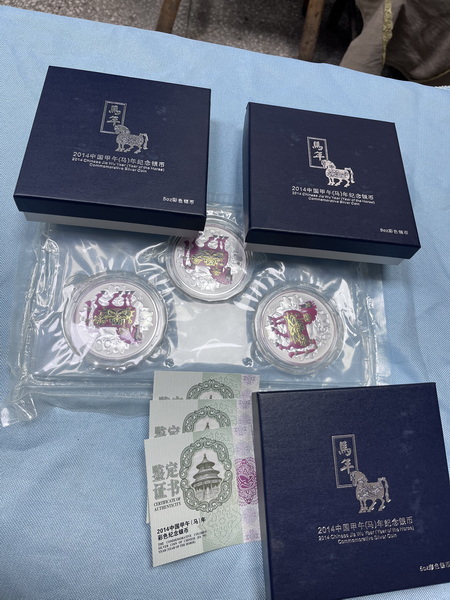 馬年
2014中国甲午(马)年纪念银币
2014 Chinese Jia Wu Year (Year of the Horse)
Commemorative Silver Coin
5oz彩色银币
馬年
2014中国甲午(马)年纪念银币
2014 Chinese Jia Wu Year (Year of the Horse)
Commemorative Silver Coin
5oz彩色银币
鉴定
证书
CERTIFICATE OF
AUTHENTICITY
2014中国甲午(马)年
彩色纪念银币
馬年
2014中国甲午(马)年纪念银币
2014 Chinese Jia Wu Year (Year of the Horse)
Commemorative Silver Coin
5oz彩色银币